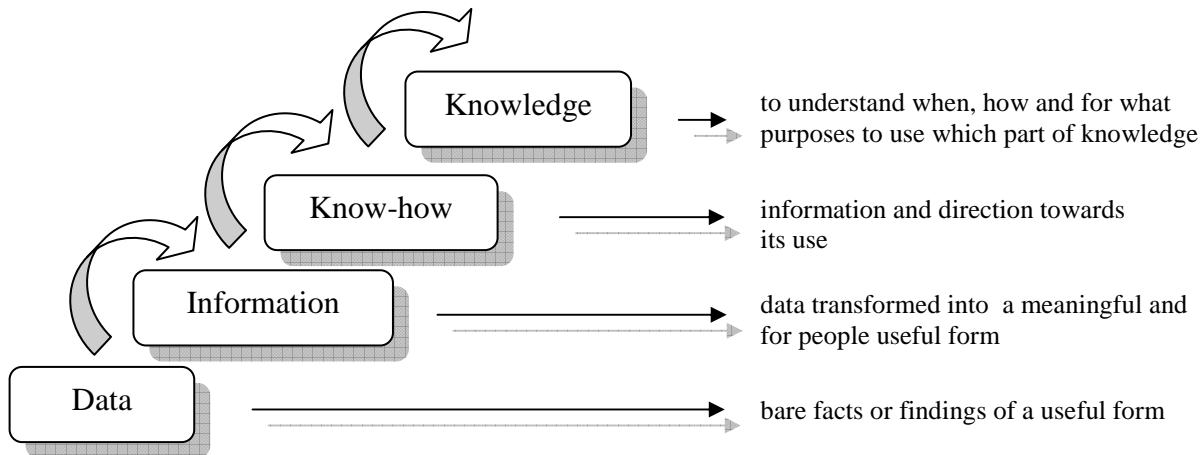 Knowledge
to understand when, how and for what
purposes to use which part of knowledge
Know-how
information and direction towards
its use
Information
data transformed into  a meaningful and
for people useful form
Data
bare facts or findings of a useful form